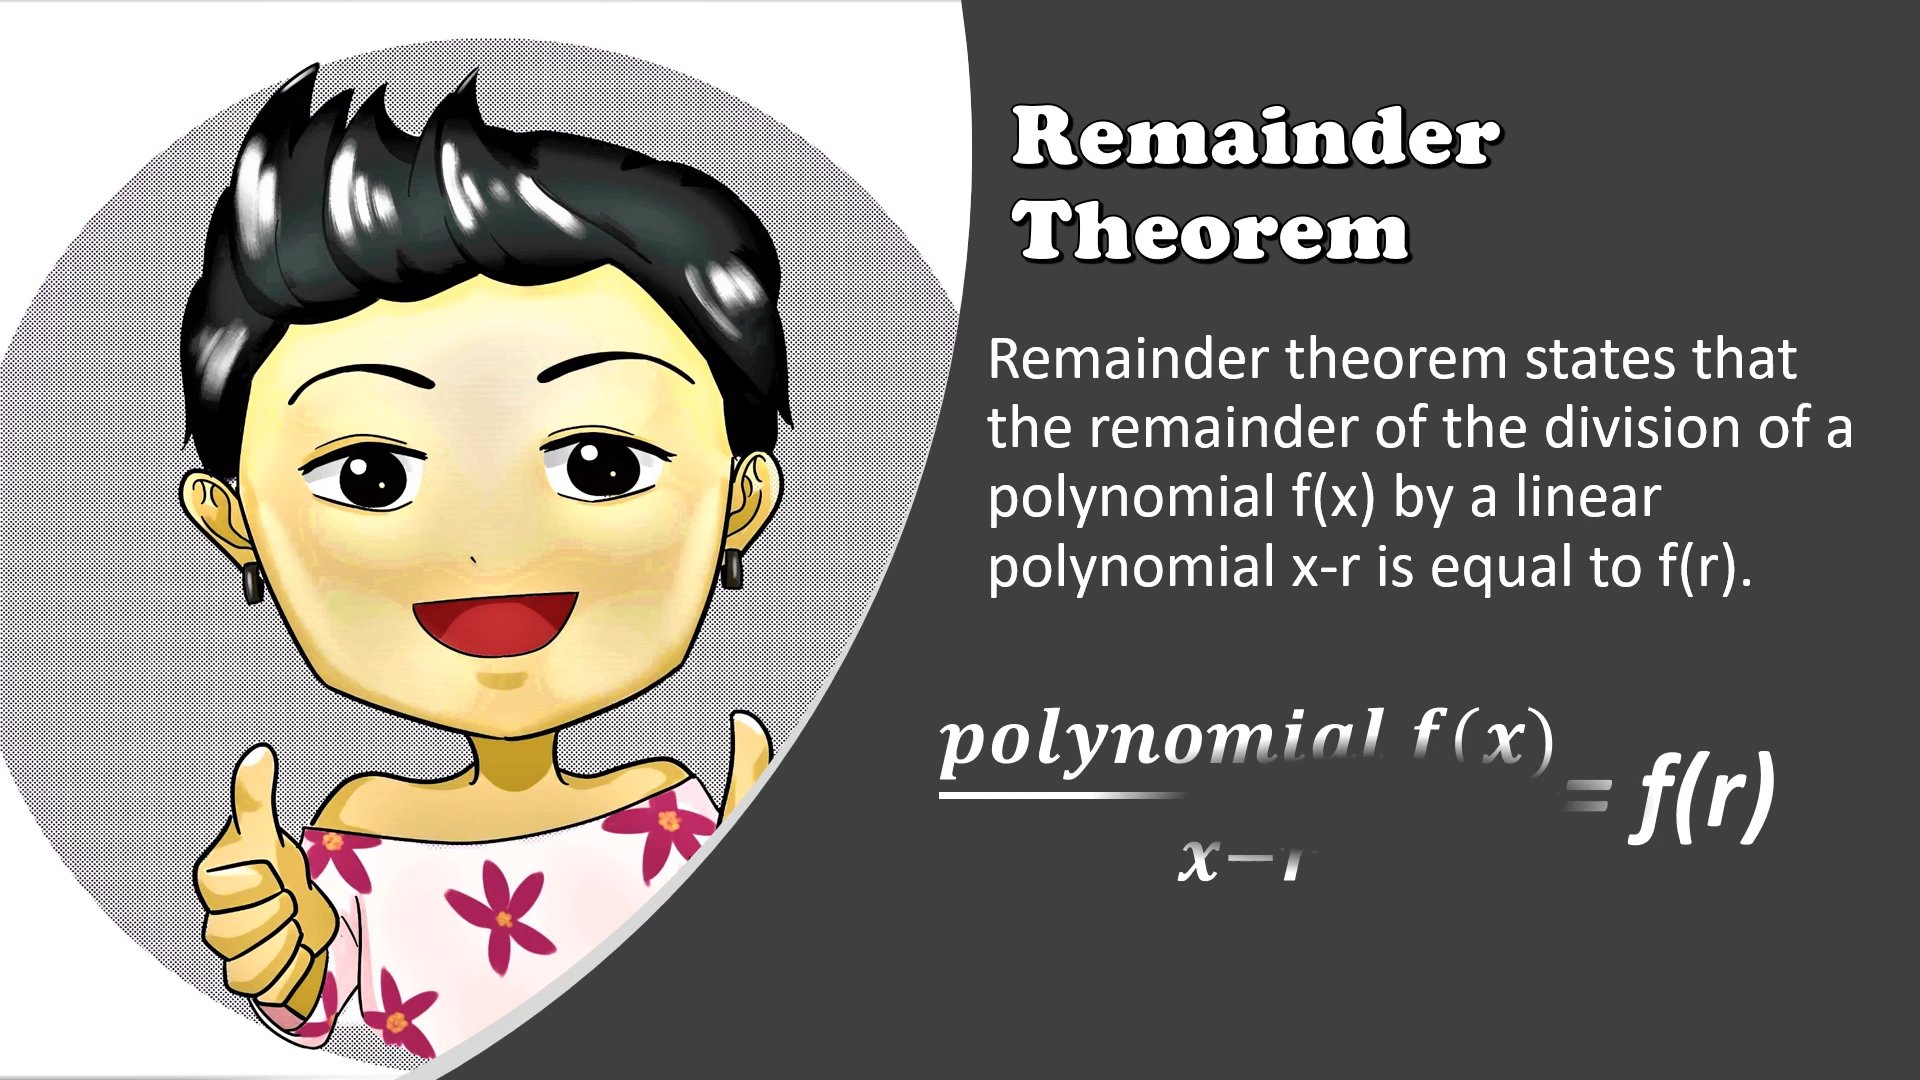 Remainder
Theorem
Remainder theorem states that
the remainder of the division of a
polynomial f(x) by a linear
polynomial x-r is equal to f(r).
polynomial f(x)
= f(r)
x−r